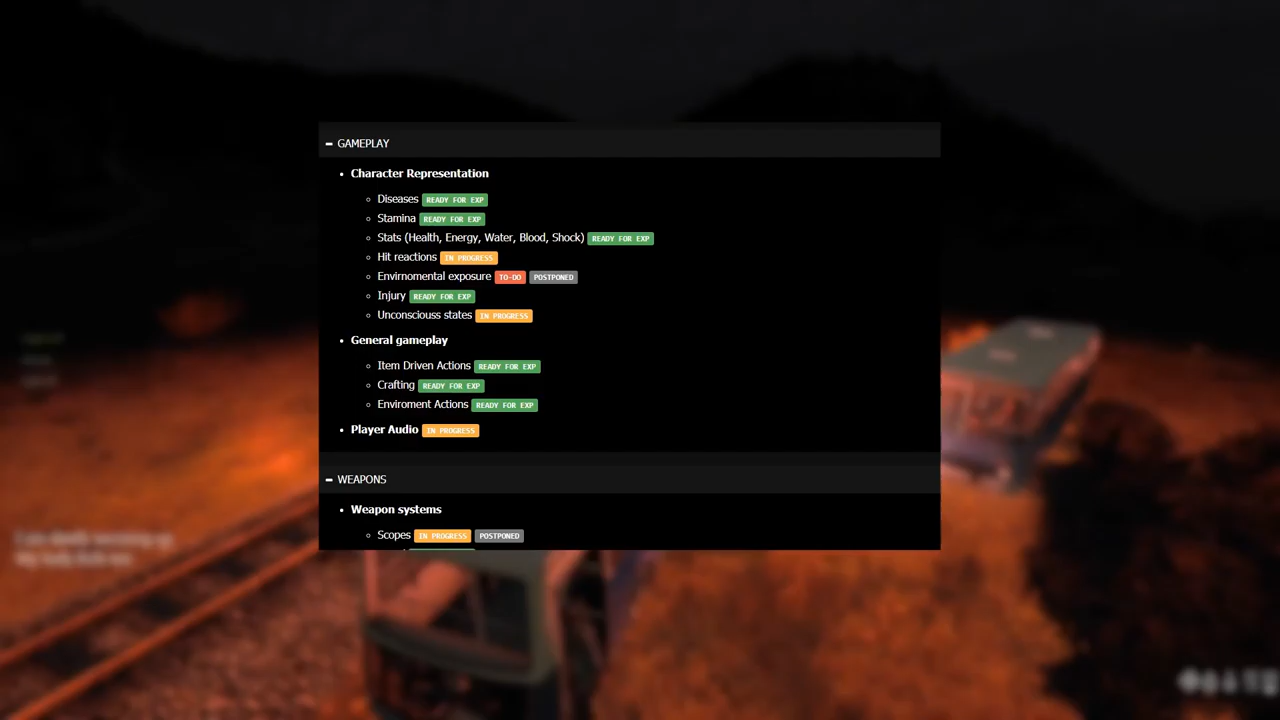 GAMEPLAY
Character Representation
Diseases READY FOR EXP
Stamina READY FOR EXP
Stats (Health, Energy, Water, Blood, Shock) READY FOR EXP
Hit reactions IN PROGRESS
Envirnomental exposure TO-DO POSTPONED
Injury READY FOR EXP
Unconsciouss states IN PROGRESS
General gameplay
Item Driven Actions READY FOR EXP
Crafting READY FOR EXP
Enviroment Actions READY FOR EXP
Player Audio IN PROGRESS
WEAPONS
Weapon systems
Scopes IN PROGRESS POSTPONED